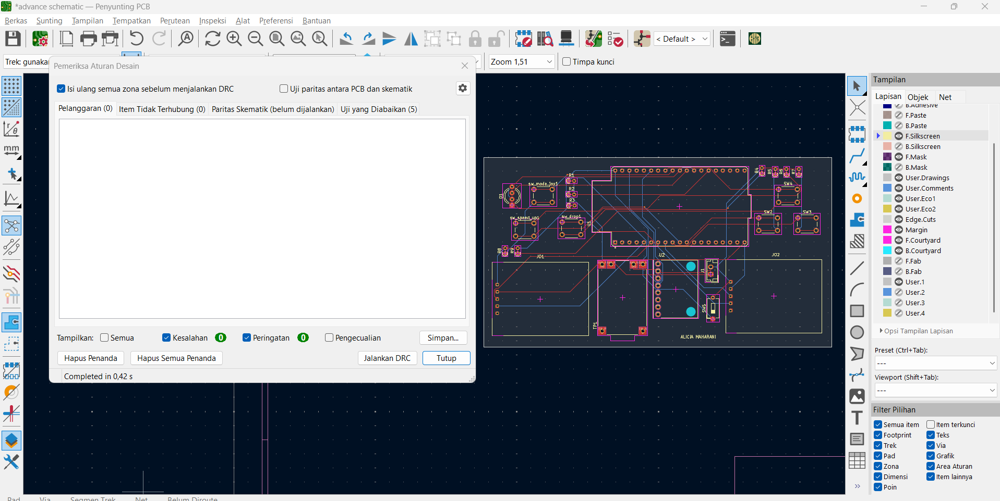 *advance schematic — Penyunting PCB
Berkas Sunting Tampilan Tempatkan Perutean Inspeksi Alat Preferensi Bantuan
< Default >
Trek: gunakan
Zoom 1,51
Timpa kunci
Pemeriksa Aturan Desain
Isi ulang semua zona sebelum menjalankan DRC
Uji paritas antara PCB dan skematik
Pelanggaran (0) Item Tidak Terhubung (0) Paritas Skematik (belum dijalankan) Uji yang Diabaikan (5)
Tampilkan: Semua Kesalahan 0 Peringatan 0 Pengecualian Simpan...
Hapus Penanda Hapus Semua Penanda Jalankan DRC Tutup
Completed in 0,42 s
mm
R1
R2
R3
sw_mode_joy1
D1
sw_speed_up1
sw_drop1
U1
R4
R5
R6
R7
SW4
SW2
SW3
R8
R9
JO1
U2
J1
JO2
TP1
SW5
ALICIA MAHARANI
Tampilan
Lapisan Objek Net
B.Adhesive
F.Paste
B.Paste
F.Silkscreen
B.Silkscreen
F.Mask
B.Mask
User.Drawings
User.Comments
User.Eco1
User.Eco2
Edge.Cuts
Margin
F.Courtyard
B.Courtyard
F.Fab
B.Fab
User.1
User.2
User.3
User.4
Opsi Tampilan Lapisan
Preset (Ctrl+Tab):
---
Viewport (Shift+Tab):
---
Filter Pilihan
Semua item Item terkunci
Footprint Teks
Trek Via
Pad Grafik
Zona Area Aturan
Dimensi Item lainnya
Poin
Pad Via Segmen Trek Net Belum Diroute